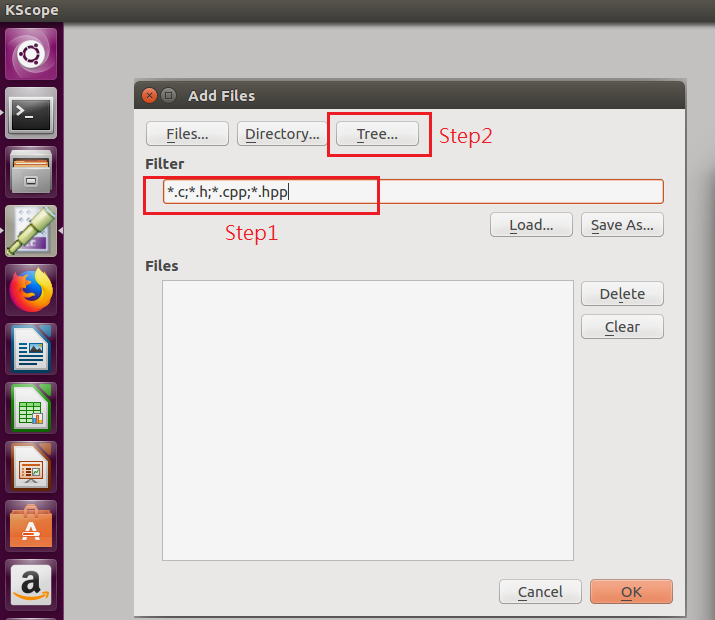 KScope
Add Files
Files... Directory... Tree... Step2
Filter
*.c;*.h;*.cpp;*.hpp
Step1
Load... Save As...
Files
Delete
Clear
Cancel OK